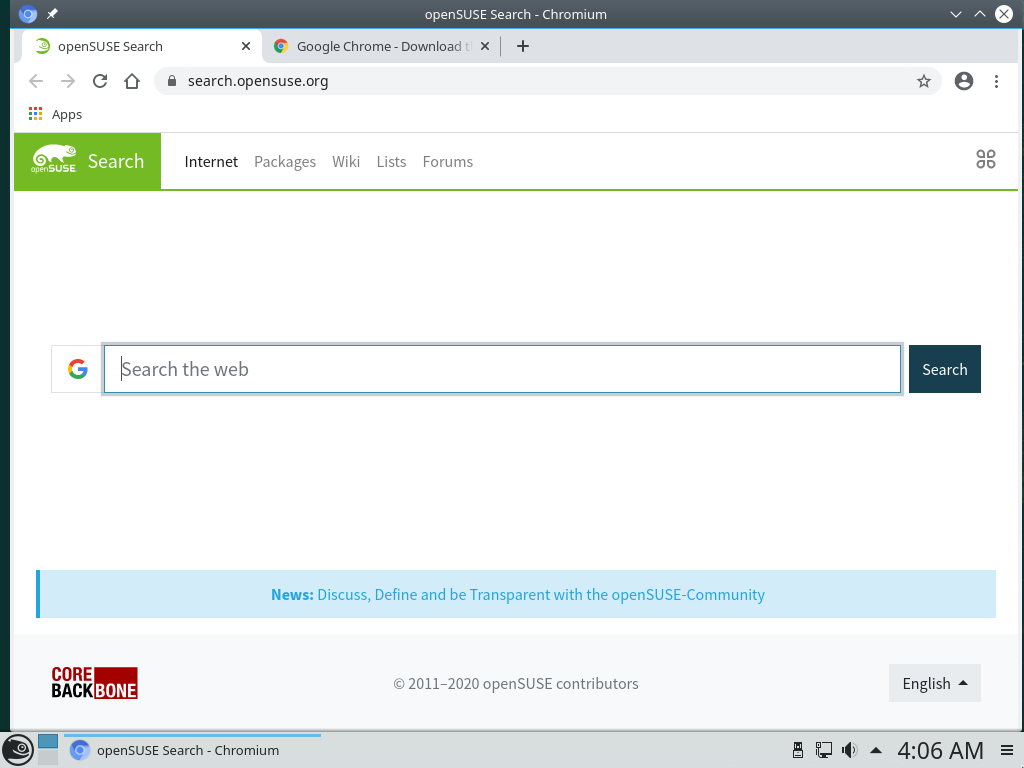 openSUSE Search - Chromium
openSUSE Search
Google Chrome - Download t
search.opensuse.org
Apps
openSUSE
Search
Internet
Packages
Wiki
Lists
Forums
Search the web
Search
News: Discuss, Define and be Transparent with the openSUSE-Community
CORE
BACKBONE
© 2011–2020 openSUSE contributors
English
openSUSE Search - Chromium
4:06 AM